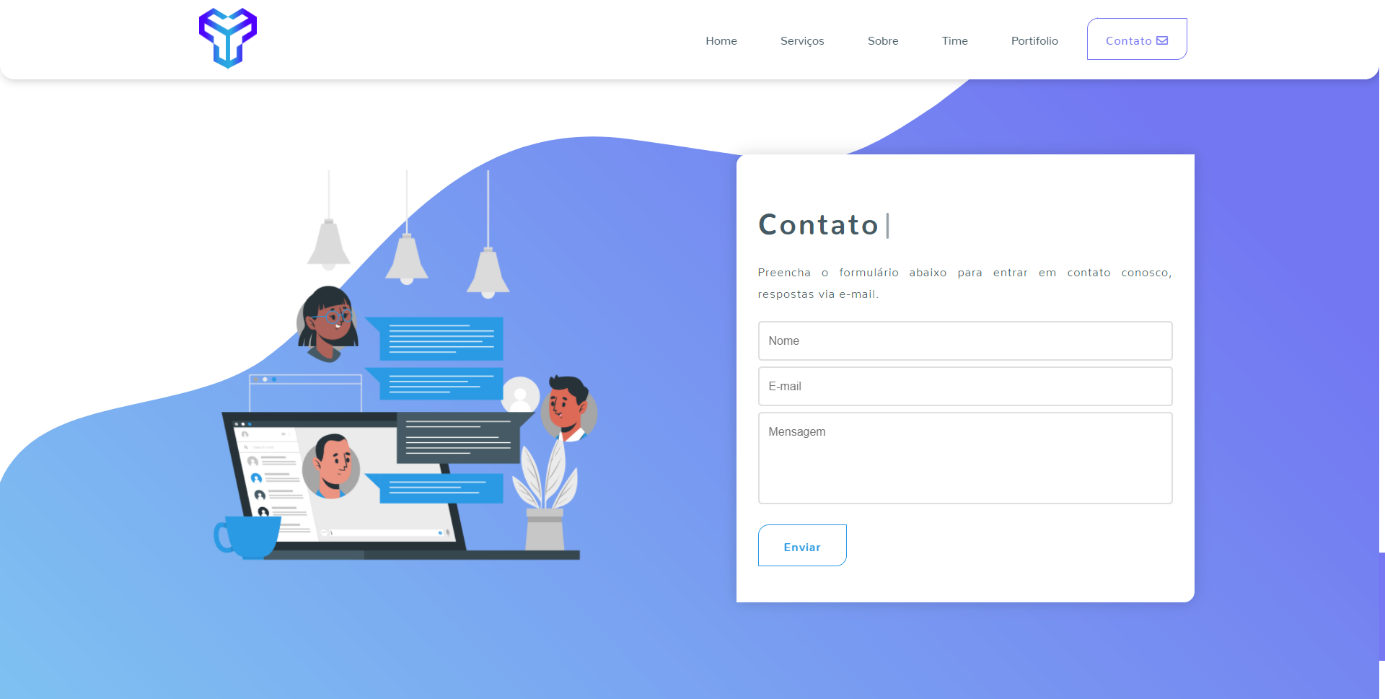 Home Serviços Sobre Time Portifolio Contato
Contato|
Preencha o formulário abaixo para entrar em contato conosco,
respostas via e-mail.
Nome
E-mail
Mensagem
Enviar